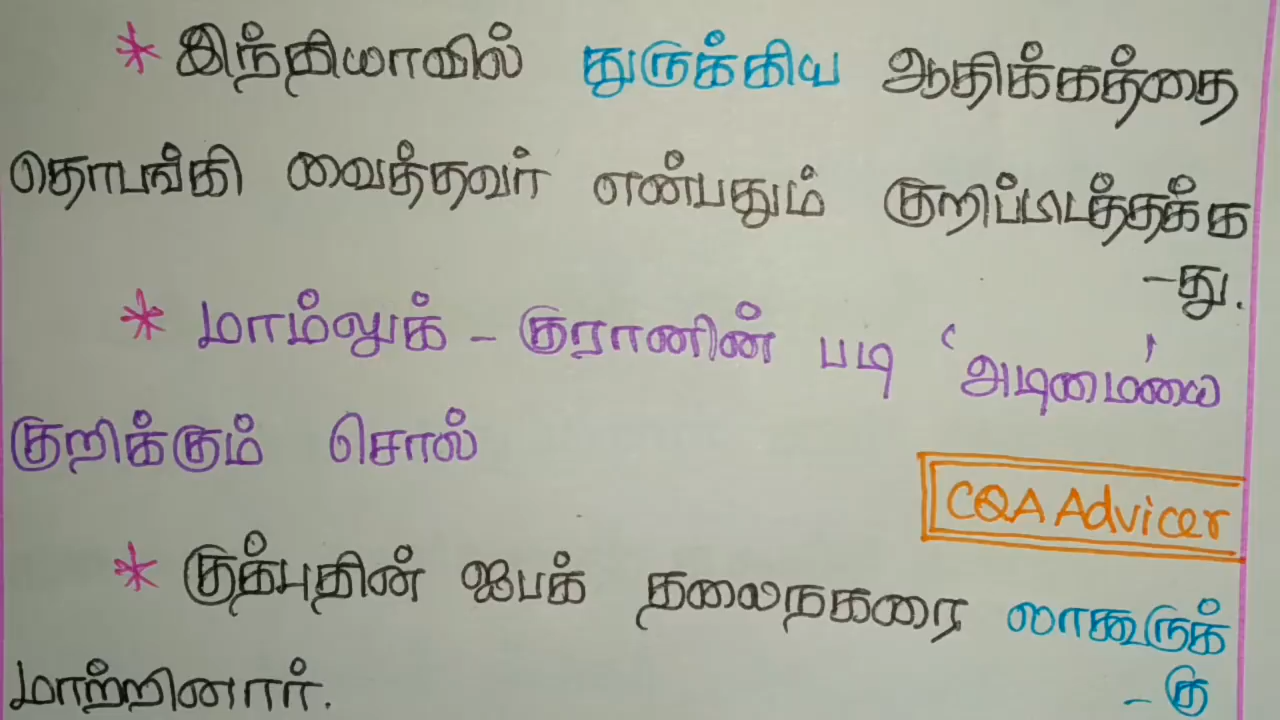 * இந்தியாவில் துருக்கிய ஆதிக்கத்தை
தொடங்கி வைத்தவர் என்பதும் குறிப்பிடத்தக்க
-து.
* மாம்லுக் - குரானின் படி 'அடிமை'யை
குறிக்கும் சொல்
CQA Advicer
* குத்புதின் ஐபக் தலைநகரை லாகூருக்
- கு
மாற்றினார்.